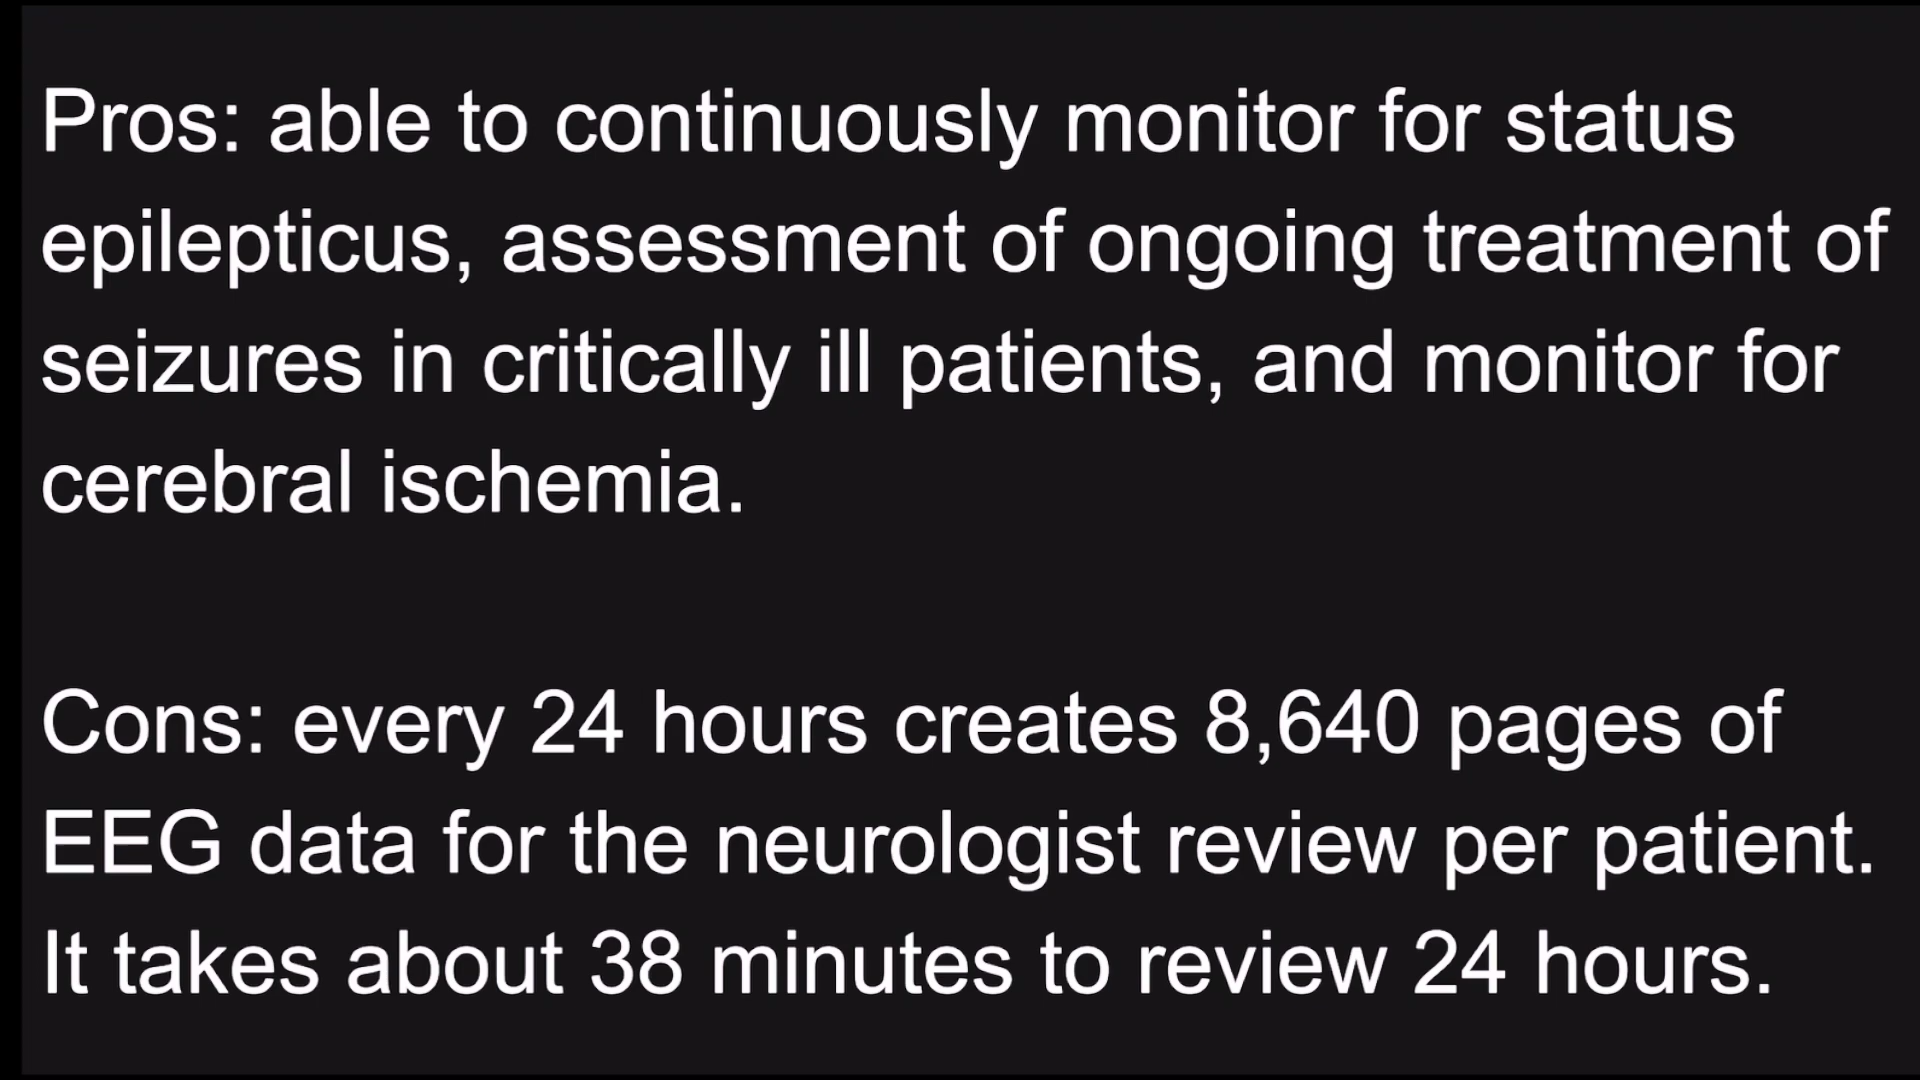 Pros: able to continuously monitor for status
epilepticus, assessment of ongoing treatment of
seizures in critically ill patients, and monitor for
cerebral ischemia.
Cons: every 24 hours creates 8,640 pages of
EEG data for the neurologist review per patient.
It takes about 38 minutes to review 24 hours.